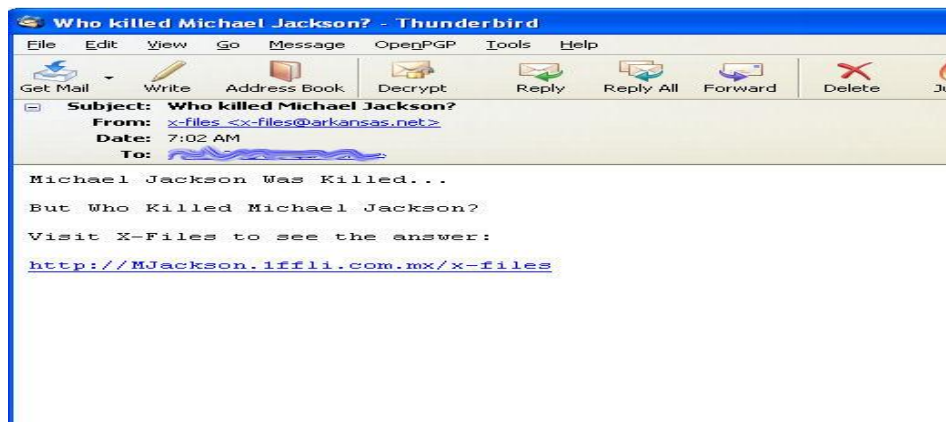 Who killed Michael Jackson? - Thunderbird
File Edit View Go Message OpenPGP Tools Help
Get Mail Write Address Book Decrypt Reply Reply All Forward Delete
Subject: Who killed Michael Jackson?
From: x-files <x-files@arkansas.net>
Date: 7:02 AM
To:
Michael Jackson Was Killed...
But Who Killed Michael Jackson?
Visit X-Files to see the answer:
http://MJackson.1ffli.com.mx/x-files